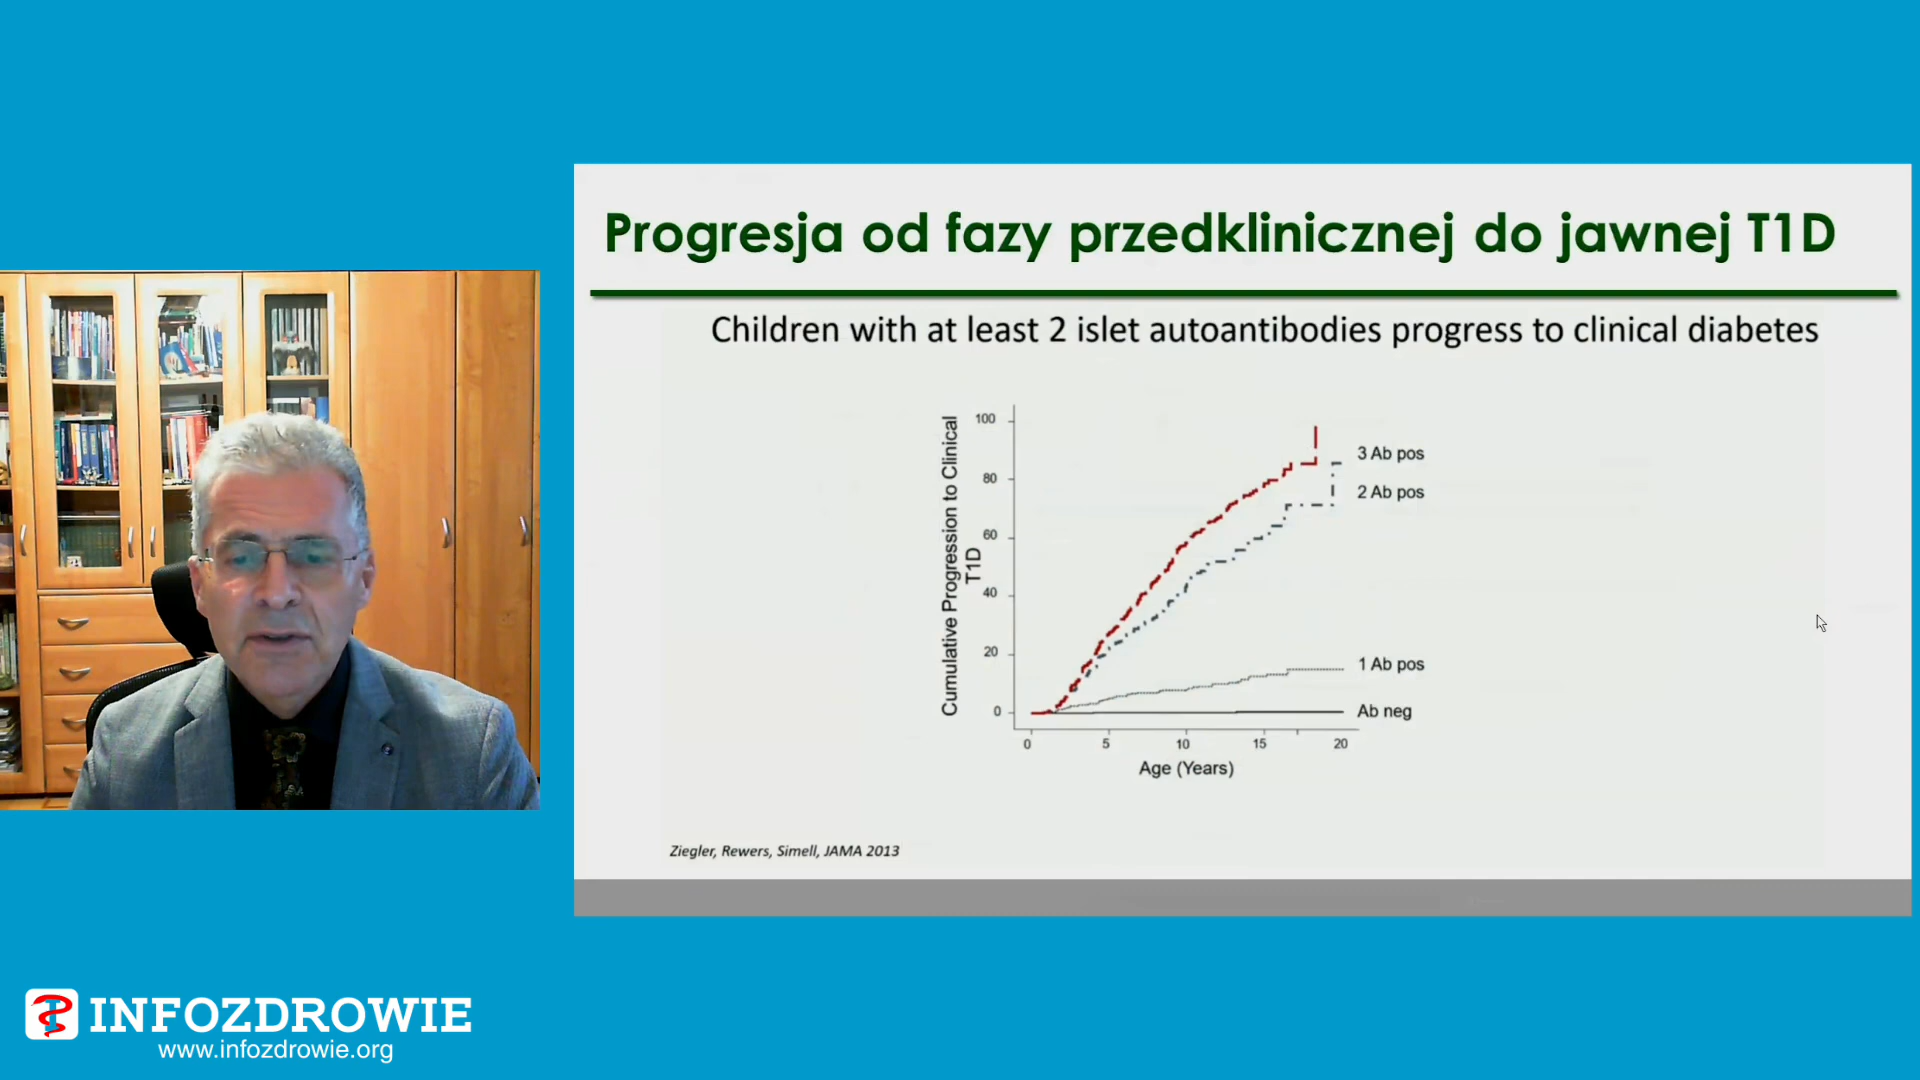 Progresja od fazy przedklinicznej do jawnej T1D
Children with at least 2 islet autoantibodies progress to clinical diabetes
Cumulative Progression to Clinical
T1D
100
80
60
40
20
0
0 5 10 15 20
Age (Years)
3 Ab pos
2 Ab pos
1 Ab pos
Ab neg
Ziegler, Rewers, Simell, JAMA 2013
INFOZDROWIE
www.infozdrowie.org